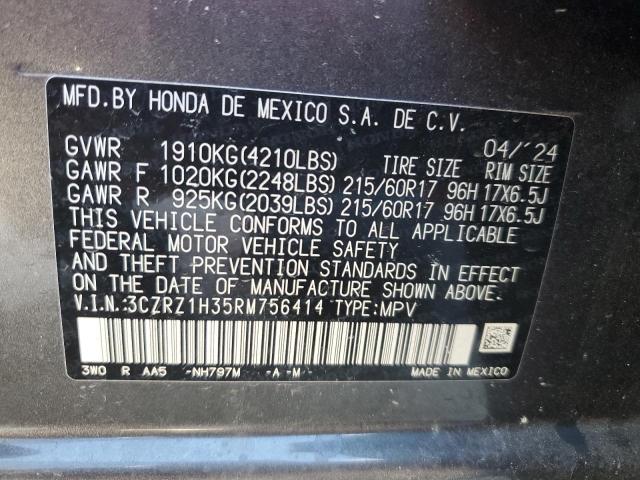 MFD.BY HONDA DE MEXICO S.A. DE C.V.
04/'24
GVWR 1910KG(4210LBS) TIRE SIZE RIM SIZE
GAWR F 1020KG(2248LBS) 215/60R17 96H 17X6.5J
GAWR R 925KG(2039LBS) 215/60R17 96H 17X6.5J
THIS VEHICLE CONFORMS TO ALL APPLICABLE
FEDERAL MOTOR VEHICLE SAFETY
AND THEFT PREVENTION STANDARDS IN EFFECT
ON THE DATE OF MANUFACTURE SHOWN ABOVE.
V.I.N.:3CZRZ1H35RM756414 TYPE:MPV
3WO R AA5 -NH797M -A -M- MADE IN MEXICO